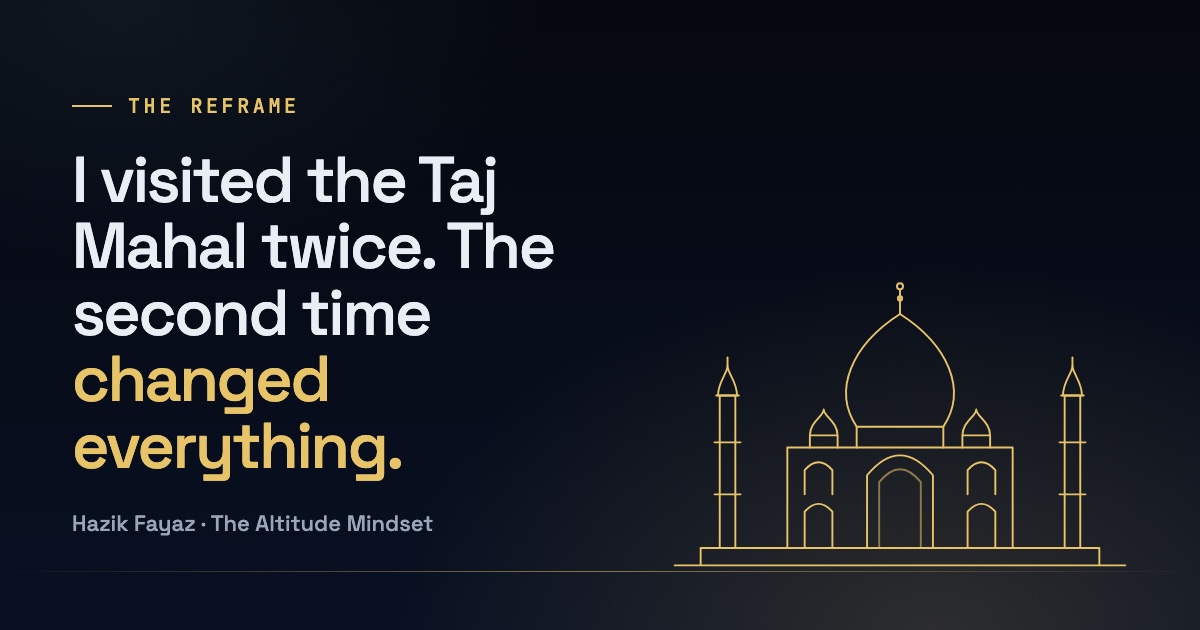 THE REFRAME
I visited the Taj
Mahal twice. The
second time
changed
everything.
Hazik Fayaz · The Altitude Mindset